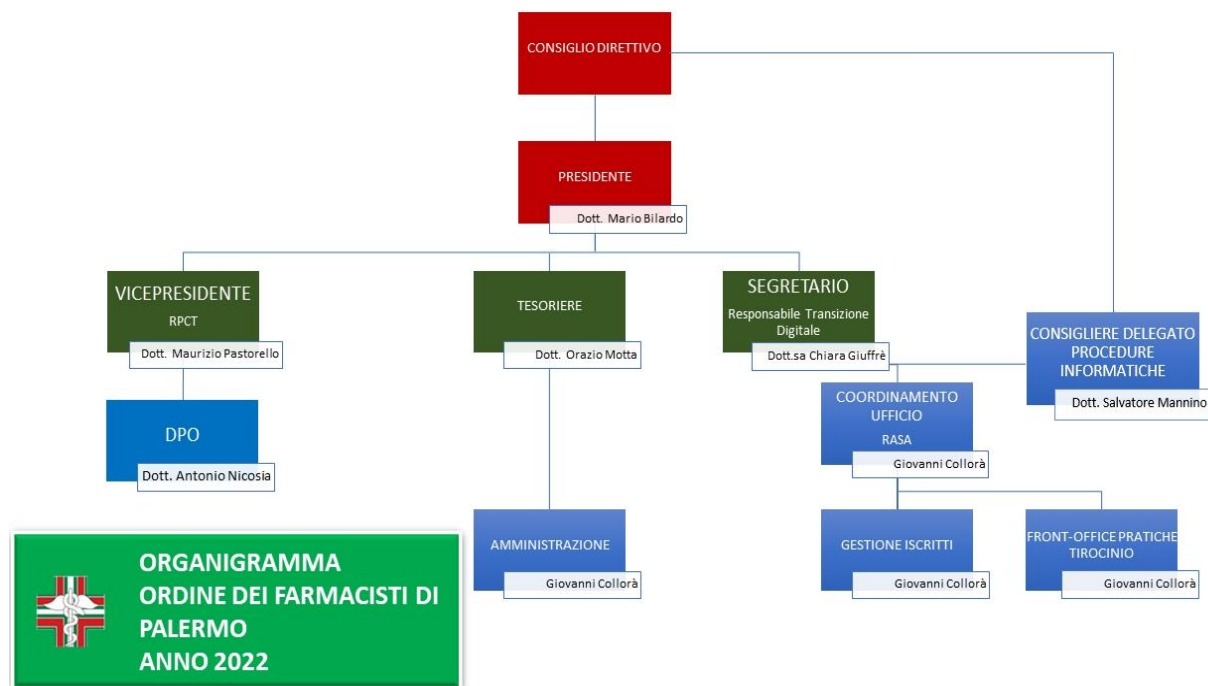 CONSIGLIO DIRETTIVO
PRESIDENTE
Dott. Mario Bilardo
VICEPRESIDENTE
RPCT
Dott. Maurizio Pastorello
TESORIERE
Dott. Orazio Motta
SEGRETARIO
Responsabile Transizione
Digitale
Dott.sa Chiara Giuffrè
CONSIGLIERE DELEGATO
PROCEDURE
INFORMATICHE
Dott. Salvatore Mannino
DPO
Dott. Antonio Nicosia
COORDINAMENTO
UFFICIO
RASA
Giovanni Collorà
AMMINISTRAZIONE
Giovanni Collorà
GESTIONE ISCRITTI
Giovanni Collorà
FRONT-OFFICE PRATICHE
TIROCINIO
Giovanni Collorà
ORGANIGRAMMA
ORDINE DEI FARMACISTI DI
PALERMO
ANNO 2022